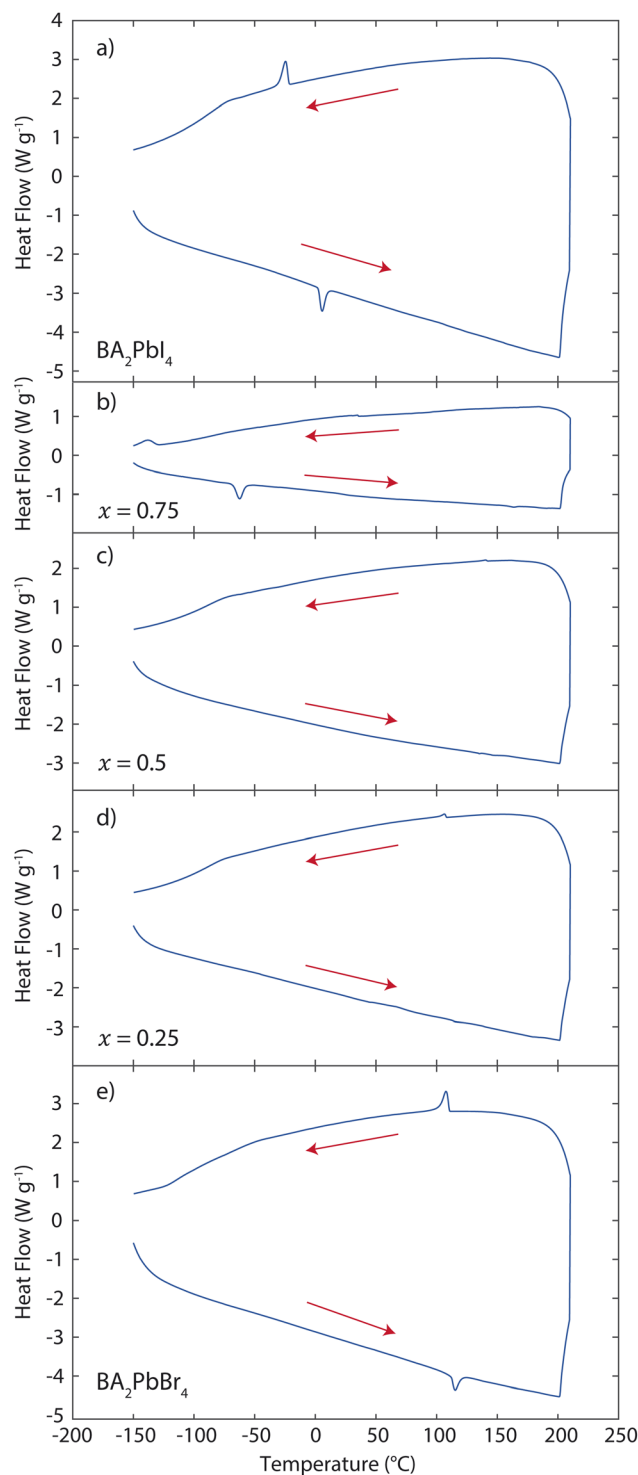 a)
4
3
2
1
0
-1
-2
-3
-4
-5
Heat Flow (W g⁻¹)
BA₂PbI₄
b)
1
0
-1
Heat Flow (W g⁻¹)
x = 0.75
c)
2
1
0
-1
-2
-3
Heat Flow (W g⁻¹)
x = 0.5
d)
2
1
0
-1
-2
-3
Heat Flow (W g⁻¹)
x = 0.25
e)
3
2
1
0
-1
-2
-3
-4
-5
Heat Flow (W g⁻¹)
BA₂PbBr₄
-200 -150 -100 -50 0 50 100 150 200 250
Temperature (°C)